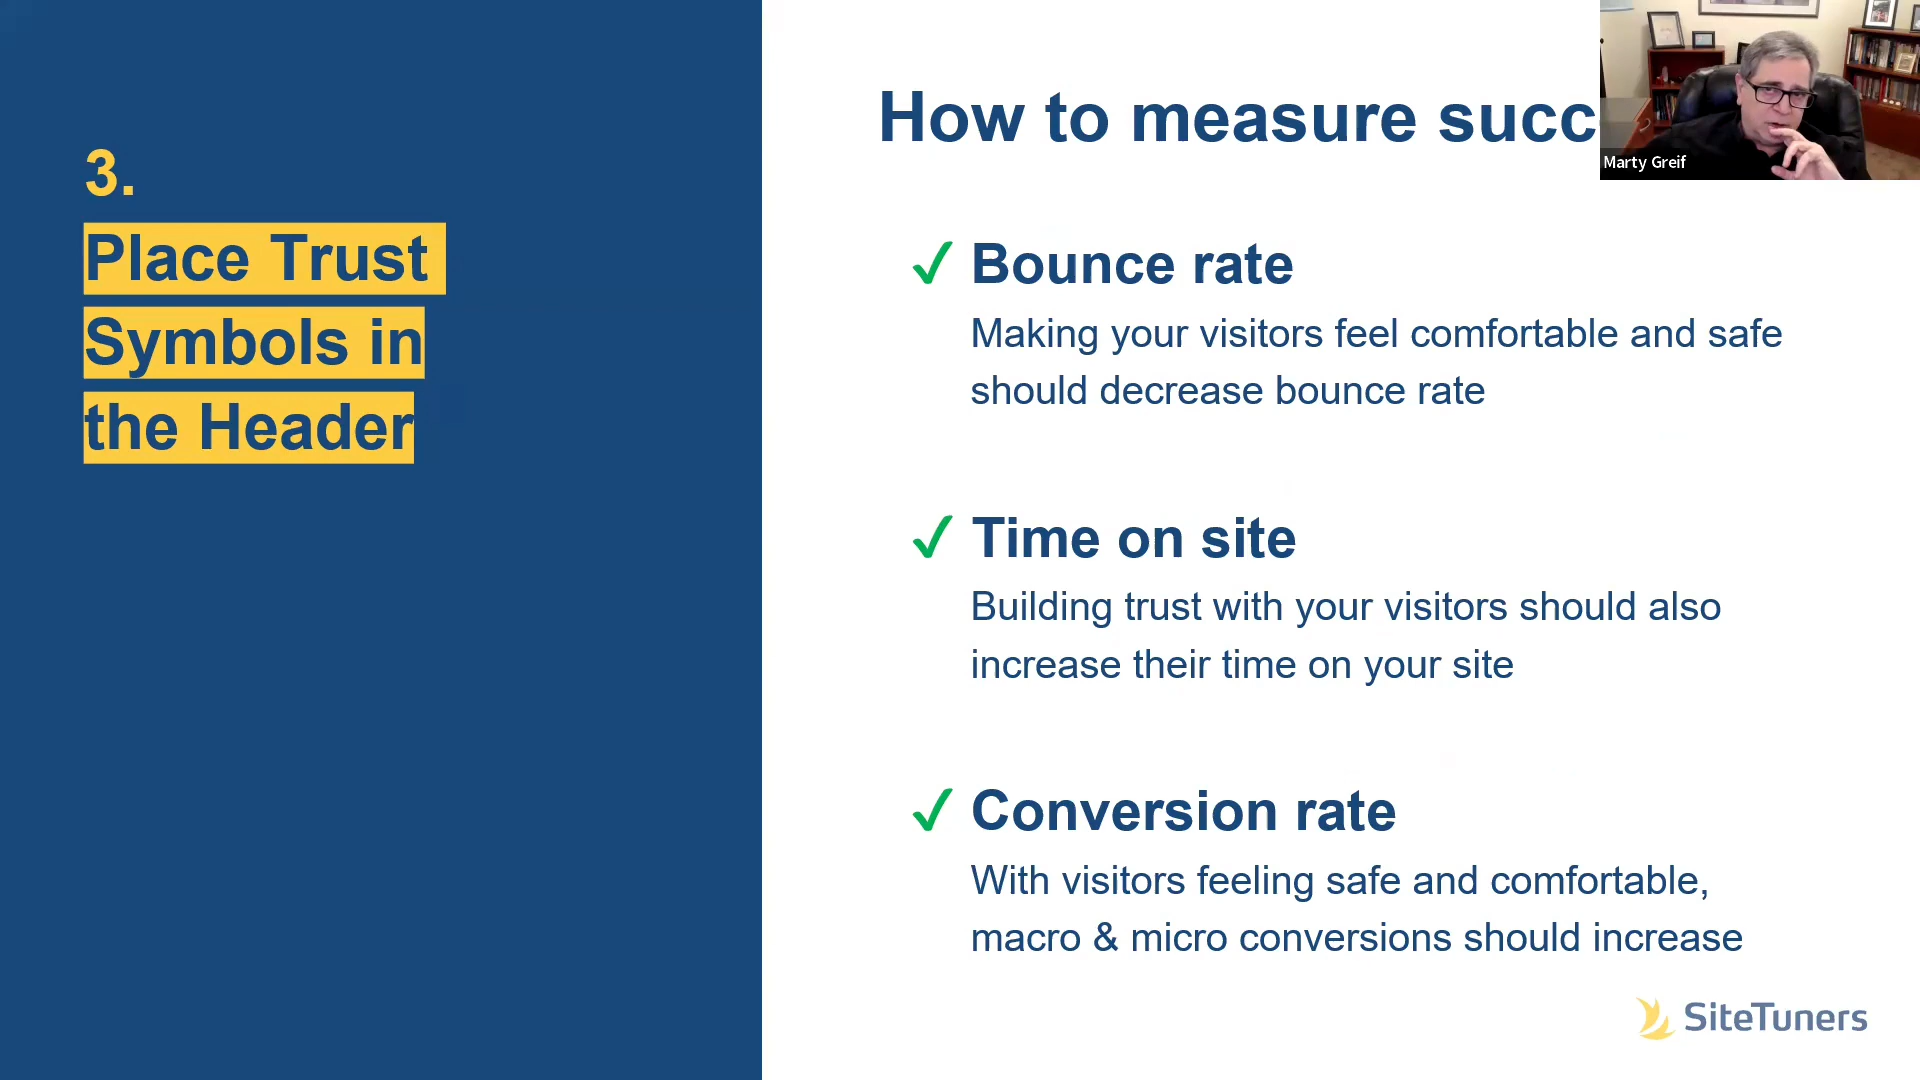 3.
Place Trust
Symbols in
the Header
How to measure succ
Marty Greif
✓ Bounce rate
Making your visitors feel comfortable and safe
should decrease bounce rate
✓ Time on site
Building trust with your visitors should also
increase their time on your site
✓ Conversion rate
With visitors feeling safe and comfortable,
macro & micro conversions should increase
SiteTuners